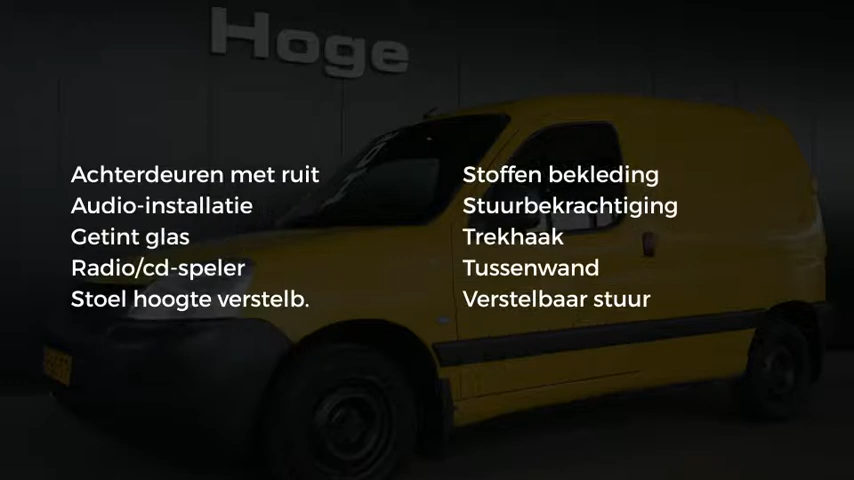 Hoge
Achterdeuren met ruit
Audio-installatie
Getint glas
Radio/cd-speler
Stoel hoogte verstelb.
Stoffen bekleding
Stuurbekrachtiging
Trekhaak
Tussenwand
Verstelbaar stuur